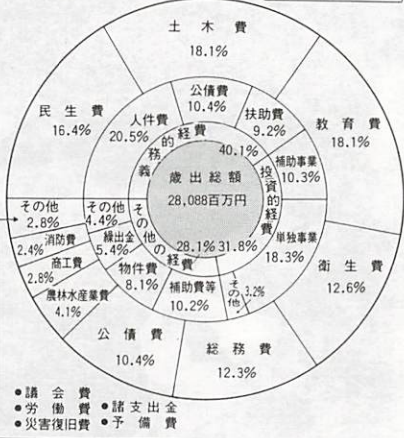 土木費
18.1%
民生費
16.4%
教育費
18.1%
衛生費
12.6%
総務費
12.3%
公債費
10.4%
農林水産業費
4.1%
商工費
2.8%
消防費
2.4%
その他
2.8%
公債費
10.4%
人件費
20.5%
扶助費
9.2%
補助事業
10.3%
単独事業
18.3%
その他
3.2%
補助費等
10.2%
物件費
8.1%
繰出金
5.4%
その他
4.4%
義務的経費
40.1%
投資的経費
31.8%
その他の経費
28.1%
歳出総額
28,088百万円
●議会費
●労働費 ●諸支出金
●災害復旧費 ●予備費